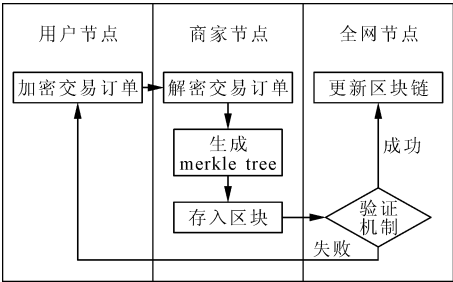 用户节点
商家节点
全网节点
加密交易订单
解密交易订单
更新区块链
生成
merkle tree
成功
存入区块
验证
机制
失败